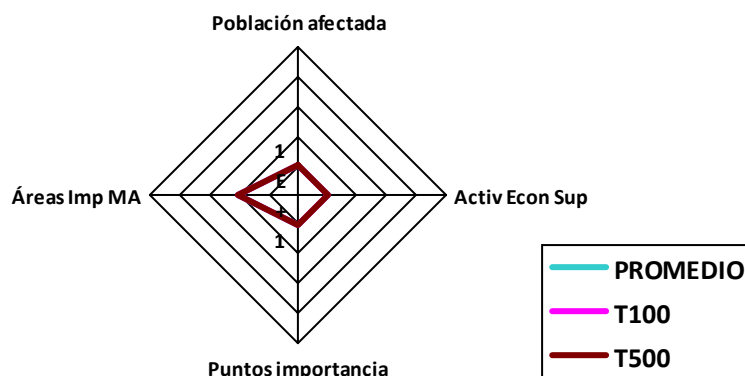 Población afectada
1
E
+
1
Áreas Imp MA
Activ Econ Sup
Puntos importancia
PROMEDIO
T100
T500